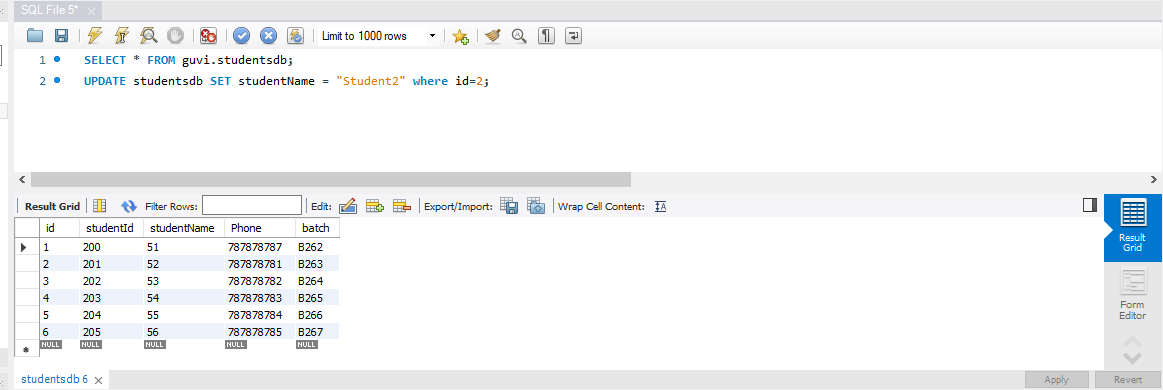 SQL File 5*
Limit to 1000 rows
1 SELECT * FROM guvi.studentsdb;
2 UPDATE studentsdb SET studentName = "Student2" where id=2;
Result Grid Filter Rows: Edit: Export/Import: Wrap Cell Content: IA
id studentId studentName Phone batch
1 200 51 787878787 B262
2 201 52 787878781 B263
3 202 53 787878782 B264
4 203 54 787878783 B265
5 204 55 787878784 B266
6 205 56 787878785 B267
NULL NULL NULL NULL NULL
Result
Grid
Form
Editor
studentsdb 6
Apply Revert